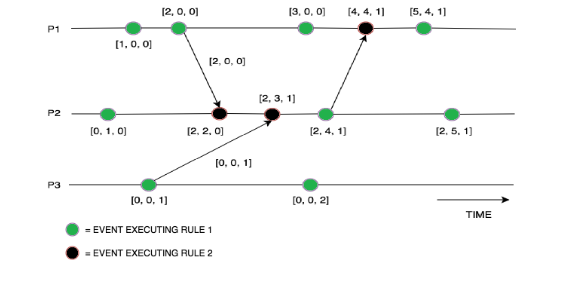 [2, 0, 0] [3, 0, 0] [4, 4, 1] [5, 4, 1]
P1
[1, 0, 0]
[2, 0, 0]
[2, 3, 1]
P2
[0, 1, 0] [2, 2, 0] [2, 4, 1] [2, 5, 1]
[0, 0, 1]
P3
[0, 0, 1] [0, 0, 2]
TIME
= EVENT EXECUTING RULE 1
= EVENT EXECUTING RULE 2